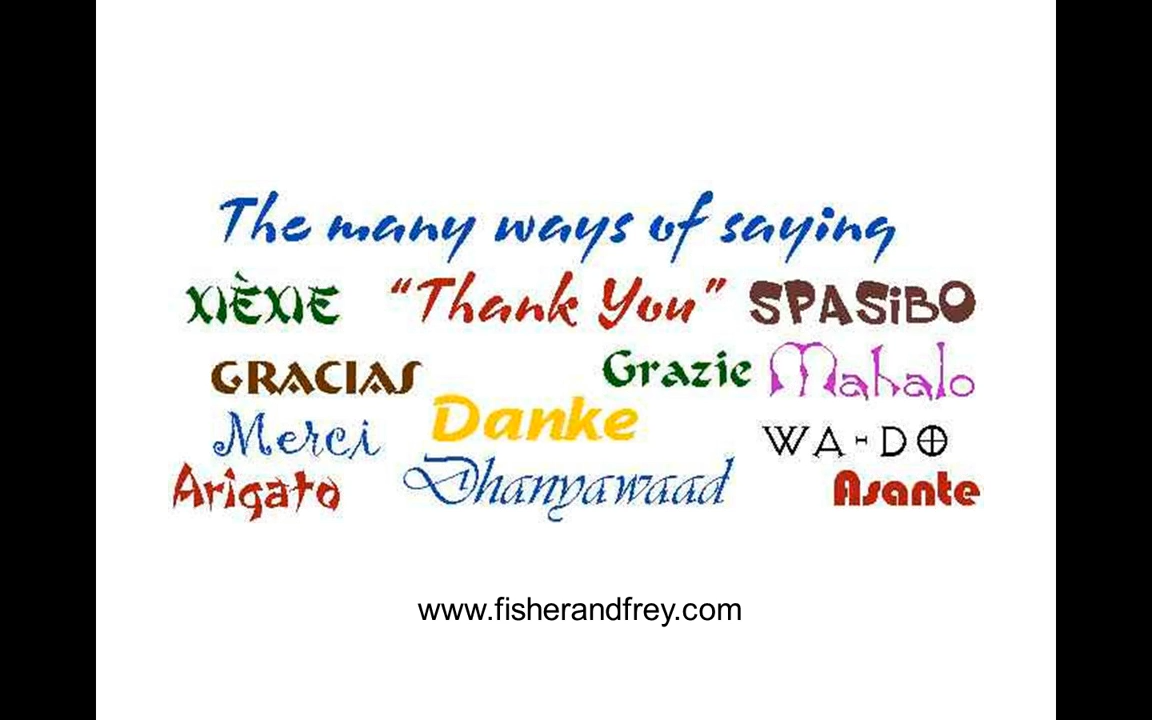 The many ways of saying
XIÈXIE "Thank You" SPASiBO
GRACIAS Grazie Mahalo
Merci Danke WA-DO
Arigato Dhanyawaad Asante
www.fisherandfrey.com